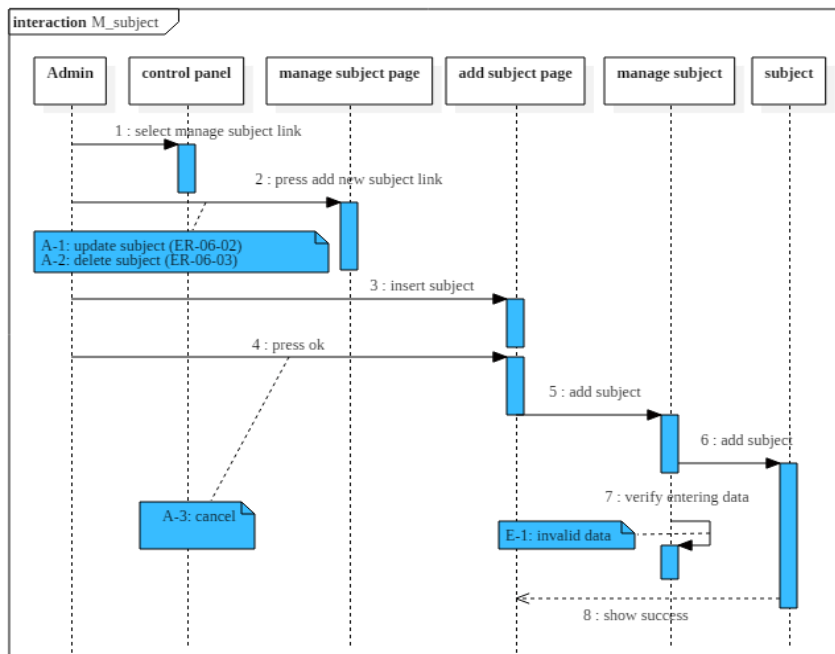 interaction M_subject
Admin
control panel
manage subject page
add subject page
manage subject
subject
1 : select manage subject link
2 : press add new subject link
A-1: update subject (ER-06-02)
A-2: delete subject (ER-06-03)
3 : insert subject
4 : press ok
5 : add subject
6 : add subject
7 : verify entering data
A-3: cancel
E-1: invalid data
8 : show success